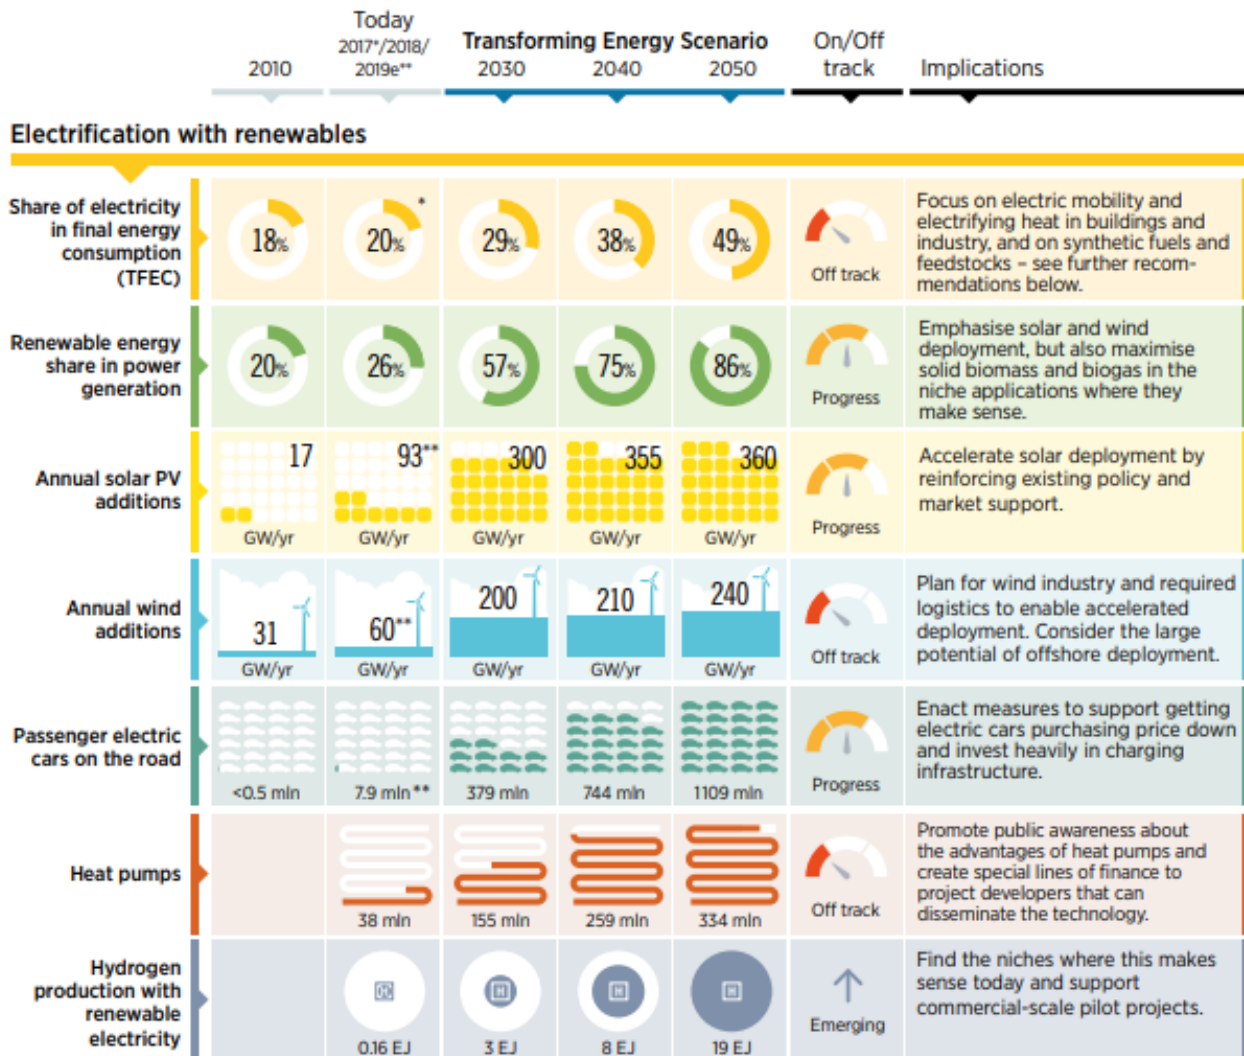 Today
2017*/2018/
2019e**
2010
Transforming Energy Scenario
2030 2040 2050
On/Off
track
Implications
Electrification with renewables
Share of electricity
in final energy
consumption
(TFEC)
18%
20%
*
29%
38%
49%
Off track
Focus on electric mobility and
electrifying heat in buildings and
industry, and on synthetic fuels and
feedstocks – see further recom-
mendations below.
Renewable energy
share in power
generation
20%
26%
57%
75%
86%
Progress
Emphasise solar and wind
deployment, but also maximise
solid biomass and biogas in the
niche applications where they
make sense.
Annual solar PV
additions
17
GW/yr
93**
GW/yr
300
GW/yr
355
GW/yr
360
GW/yr
Progress
Accelerate solar deployment by
reinforcing existing policy and
market support.
Annual wind
additions
31
GW/yr
60**
GW/yr
200
GW/yr
210
GW/yr
240
GW/yr
Off track
Plan for wind industry and required
logistics to enable accelerated
deployment. Consider the large
potential of offshore deployment.
Passenger electric
cars on the road
<0.5 mln
7.9 mln**
379 mln
744 mln
1109 mln
Progress
Enact measures to support getting
electric cars purchasing price down
and invest heavily in charging
infrastructure.
Heat pumps
38 mln
155 mln
259 mln
334 mln
Off track
Promote public awareness about
the advantages of heat pumps and
create special lines of finance to
project developers that can
disseminate the technology.
Hydrogen
production with
renewable
electricity
H
0.16 EJ
H
3 EJ
H
8 EJ
H
19 EJ
Emerging
Find the niches where this makes
sense today and support
commercial-scale pilot projects.